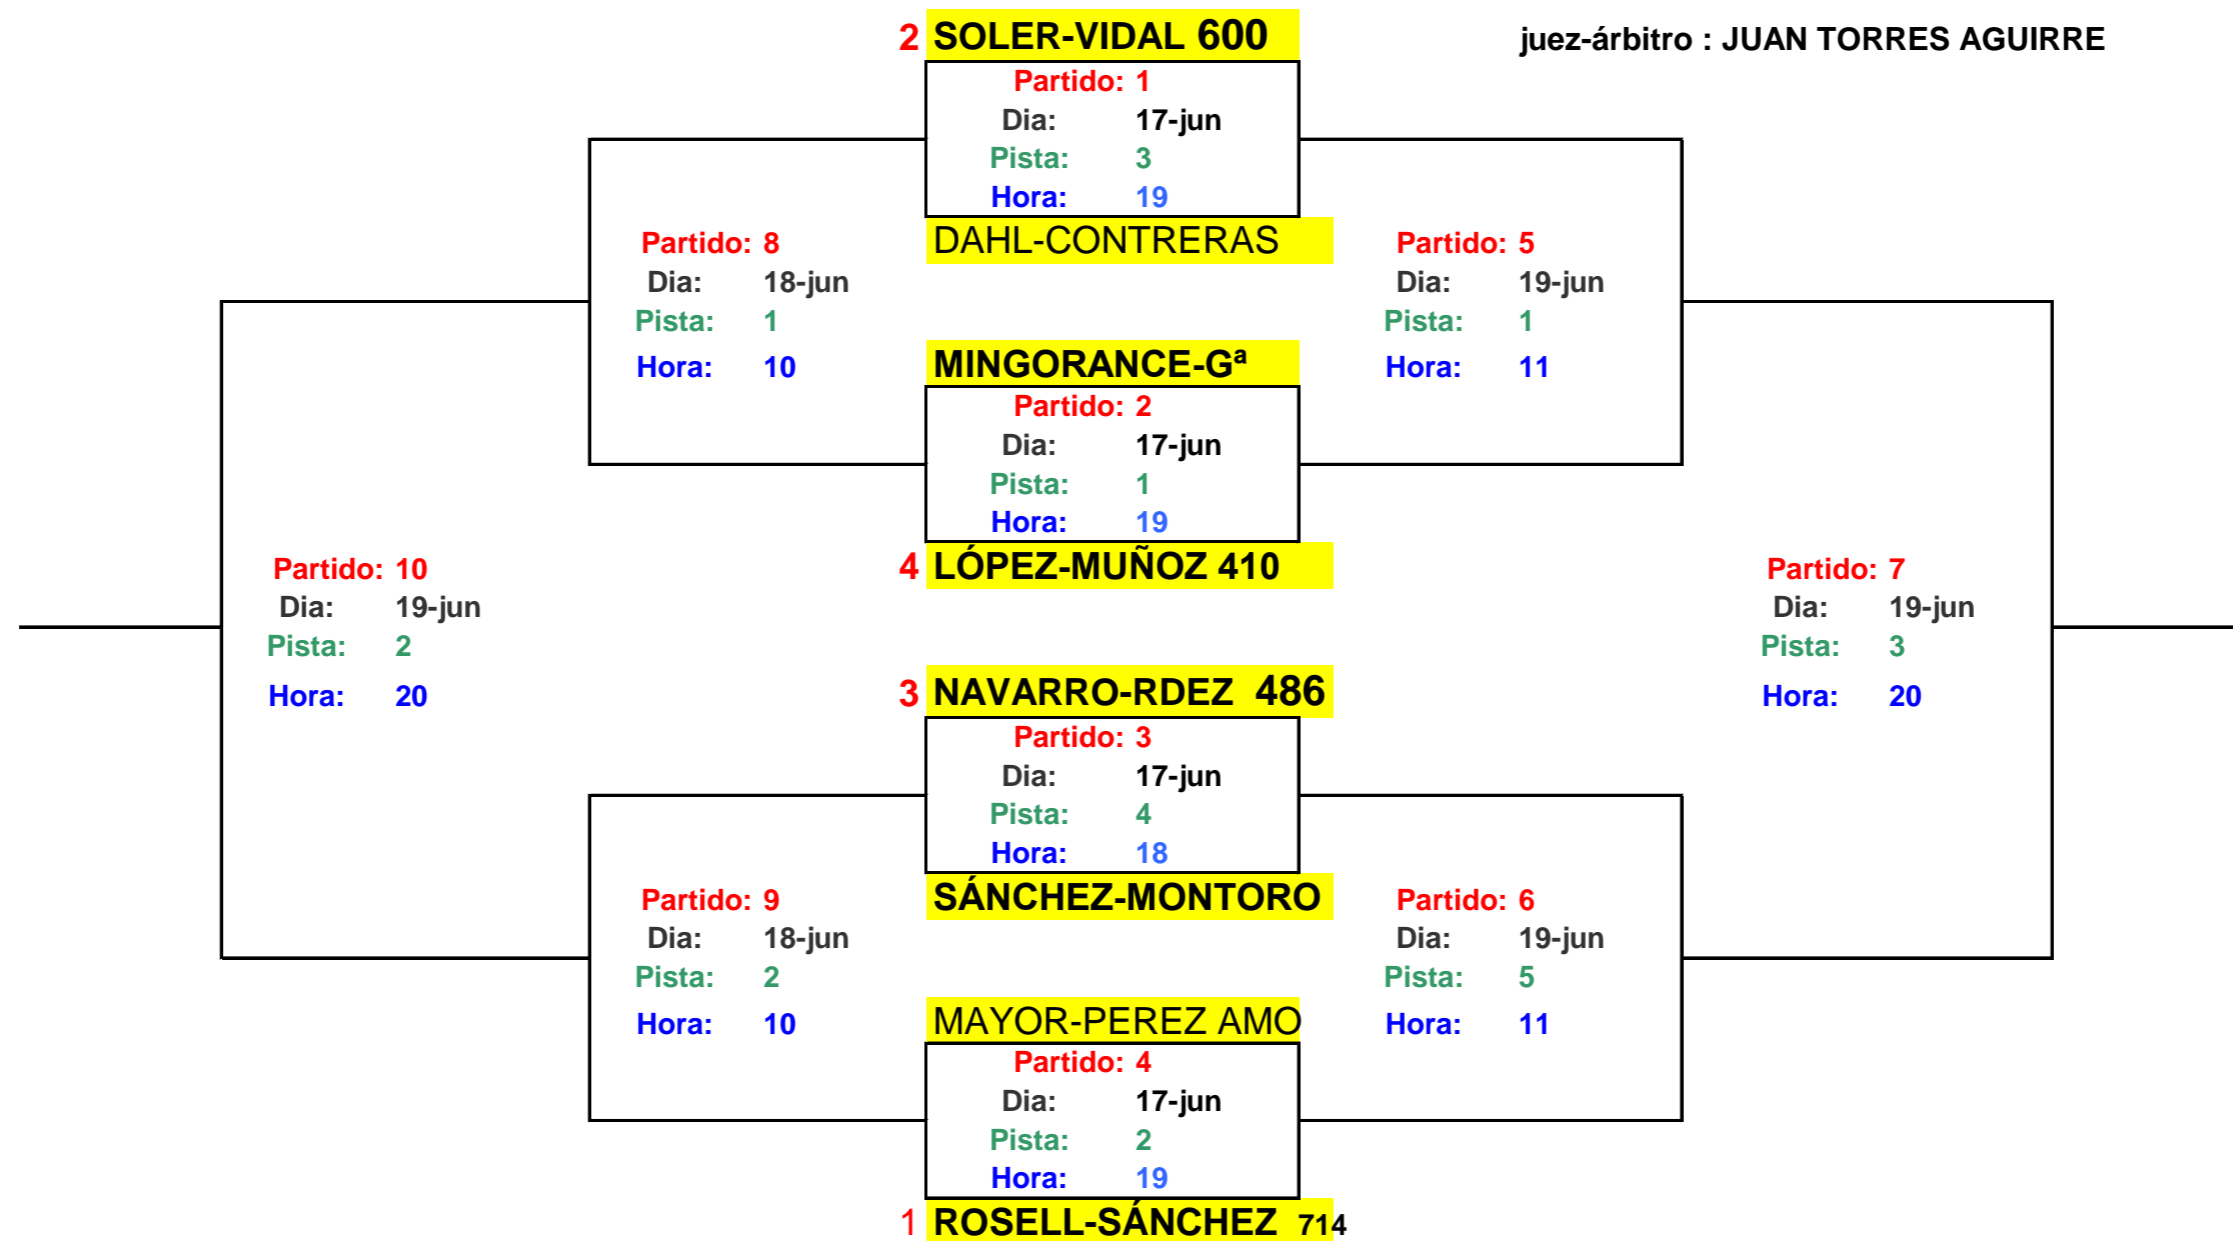 2 SOLER-VIDAL 600
juez-árbitro : JUAN TORRES AGUIRRE
Partido: 1
Dia: 17-jun
Pista: 3
Hora: 19
DAHL-CONTRERAS
Partido: 8
Dia: 18-jun
Pista: 1
Hora: 10
Partido: 5
Dia: 19-jun
Pista: 1
Hora: 11
MINGORANCE-Gª
Partido: 2
Dia: 17-jun
Pista: 1
Hora: 19
4 LÓPEZ-MUÑOZ 410
Partido: 10
Dia: 19-jun
Pista: 2
Hora: 20
Partido: 7
Dia: 19-jun
Pista: 3
Hora: 20
3 NAVARRO-RDEZ 486
Partido: 3
Dia: 17-jun
Pista: 4
Hora: 18
SÁNCHEZ-MONTORO
Partido: 9
Dia: 18-jun
Pista: 2
Hora: 10
Partido: 6
Dia: 19-jun
Pista: 5
Hora: 11
MAYOR-PEREZ AMO
Partido: 4
Dia: 17-jun
Pista: 2
Hora: 19
1 ROSELL-SÁNCHEZ 714